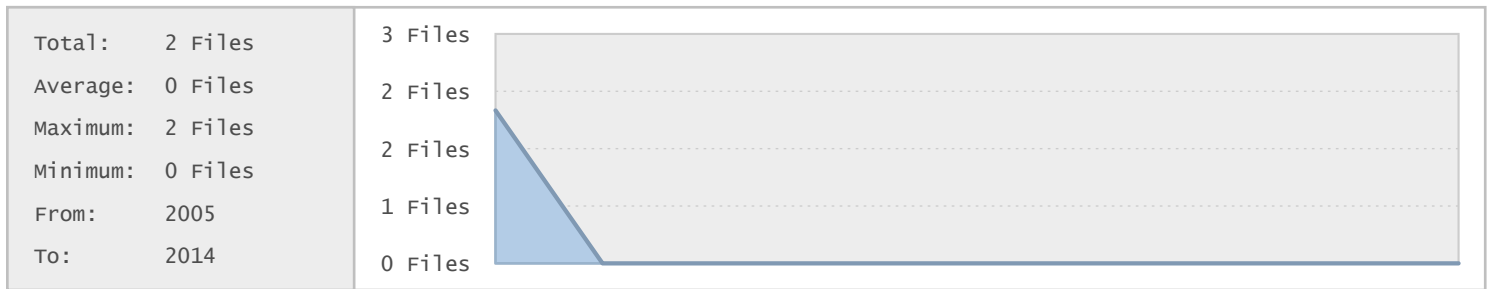 Total: 2 Files
Average: 0 Files
Maximum: 2 Files
Minimum: 0 Files
From: 2005
To: 2014
3 Files
2 Files
2 Files
1 Files
0 Files